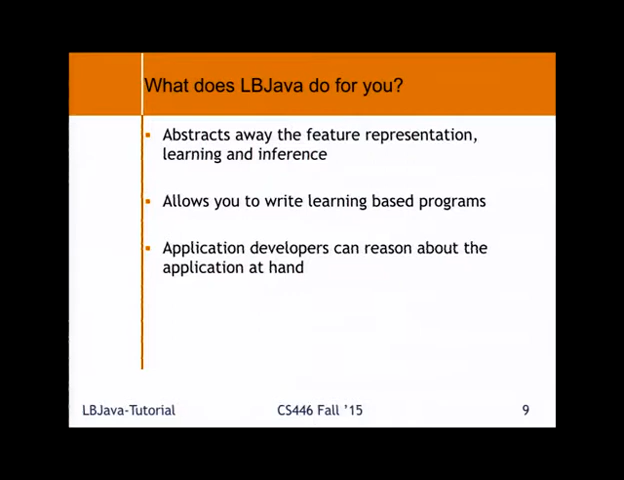 What does LBJava do for you?
Abstracts away the feature representation,
learning and inference
Allows you to write learning based programs
Application developers can reason about the
application at hand
LBJava-Tutorial CS446 Fall ’15 9